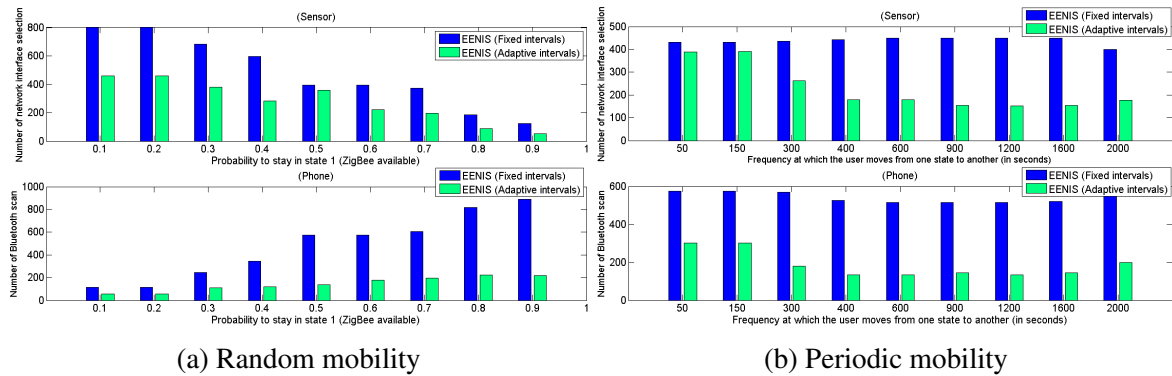 (Sensor)
Number of network interface selection
800
600
400
200
0
EENIS (Fixed intervals)
EENIS (Adaptive intervals)
0.1 0.2 0.3 0.4 0.5 0.6 0.7 0.8 0.9 1
Probability to stay in state 1 (ZigBee available)
(Phone)
Number of Bluetooth scan
1000
800
600
400
200
0
EENIS (Fixed intervals)
EENIS (Adaptive intervals)
0.1 0.2 0.3 0.4 0.5 0.6 0.7 0.8 0.9 1
Probability to stay in state 1 (ZigBee available)
(a) Random mobility
(Sensor)
Number of network interface selection
500
400
300
200
100
0
EENIS (Fixed intervals)
EENIS (Adaptive intervals)
50 150 300 400 600 900 1200 1600 2000
Frequency at which the user moves from one state to another (in seconds)
(Phone)
Number of Bluetooth scan
600
400
200
0
EENIS (Fixed intervals)
EENIS (Adaptive intervals)
50 150 300 400 600 900 1200 1600 2000
Frequency at which the user moves from one state to another (in seconds)
(b) Periodic mobility